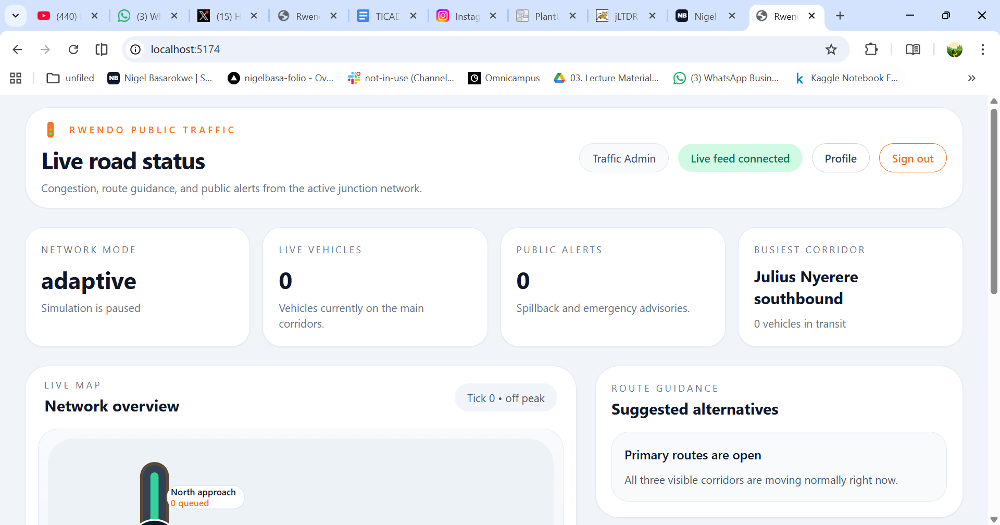 (440)
(3) W
(15) H
Rwen
TICAD
Instag
PlantU
jLTDR
Nigel
Rwen
localhost:5174
unfiled
NB
Nigel Basarokwe | S...
nigelbasa-folio - Ov...
not-in-use (Channel...
Omnicampus
03. Lecture Material...
(3) WhatsApp Busin...
Kaggle Notebook E...
RWENDO PUBLIC TRAFFIC
Live road status
Congestion, route guidance, and public alerts from the active junction network.
Traffic Admin
Live feed connected
Profile
Sign out
NETWORK MODE
adaptive
Simulation is paused
LIVE VEHICLES
0
Vehicles currently on the main
corridors.
PUBLIC ALERTS
0
Spillback and emergency advisories.
BUSIEST CORRIDOR
Julius Nyerere
southbound
0 vehicles in transit
LIVE MAP
Network overview
Tick 0 • off peak
North approach
0 queued
ROUTE GUIDANCE
Suggested alternatives
Primary routes are open
All three visible corridors are moving normally right now.